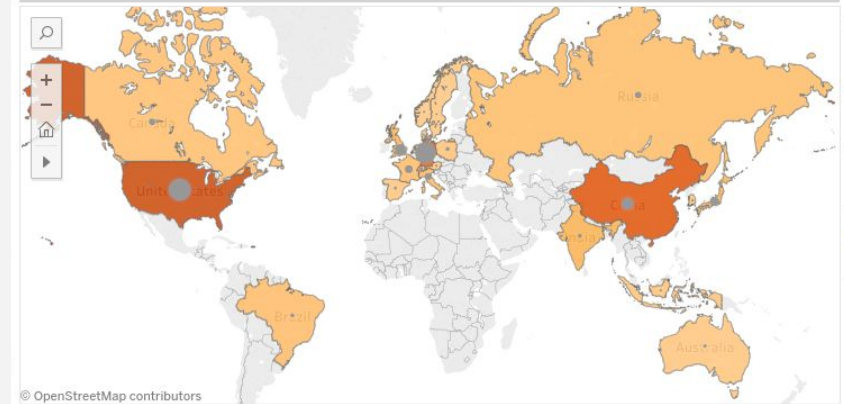 Canada
Russia
United States
China
India
Brazil
Australia
© OpenStreetMap contributors